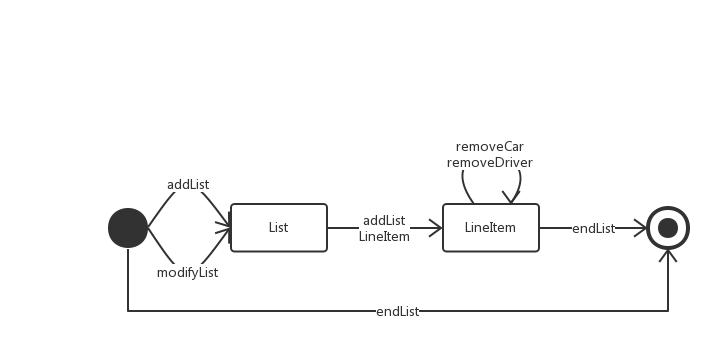 removeCar
removeDriver
addList
List
addList
LineItem
LineItem
endList
modifyList
endList